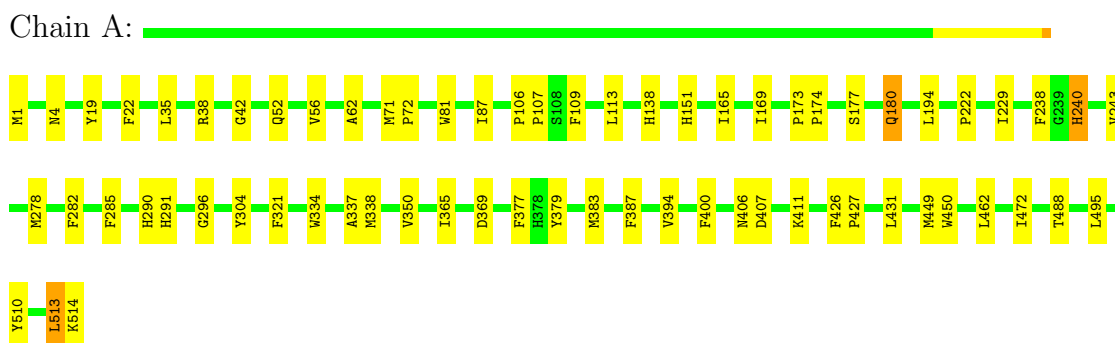 Chain A:
M1 N4 Y19 F22 L35 R38 G42 Q52 V56 A62 M71 P72 W81 I87 P106 P107 S108 F109 L113 H138 H151 I165 I169 P173 P174 S177 Q180 L194 P222 I229 F238 G239 H240 V243
M278 F282 F285 H290 H291 G296 Y304 F321 W334 A337 M338 V350 I365 D369 F377 H378 Y379 M383 F387 V394 F400 N406 D407 K411 F426 P427 L431 M449 W450 L462 I472 T488 L495
Y510 L513 K514